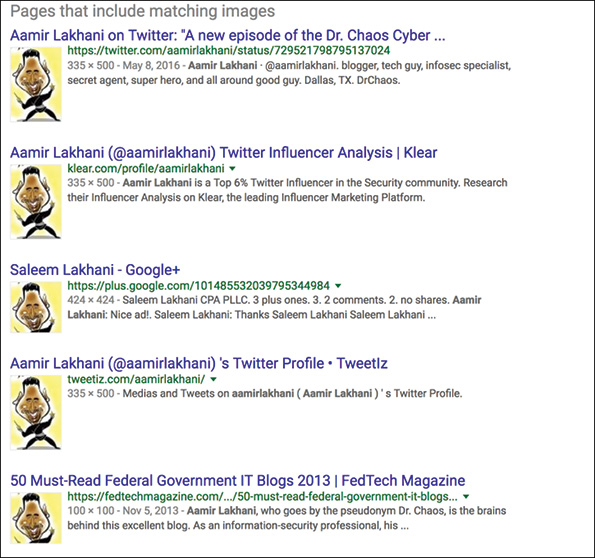 Pages that include matching images
Aamir Lakhani on Twitter: "A new episode of the Dr. Chaos Cyber ...
https://twitter.com/aamirlakhani/status/729521798795137024
335 × 500 - May 8, 2016 - Aamir Lakhani · @aamirlakhani. blogger, tech guy, infosec specialist,
secret agent, super hero, and all around good guy. Dallas, TX. DrChaos.
Aamir Lakhani (@aamirlakhani) Twitter Influencer Analysis | Klear
klear.com/profile/aamirlakhani
335 × 500 - Aamir Lakhani is a Top 6% Twitter Influencer in the Security community. Research
their Influencer Analysis on Klear, the leading Influencer Marketing Platform.
Saleem Lakhani - Google+
https://plus.google.com/101485532039795344984
424 × 424 - Saleem Lakhani CPA PLLC. 3 plus ones. 3. 2 comments. 2. no shares. Aamir
Lakhani: Nice ad!. Saleem Lakhani: Thanks Saleem Lakhani Saleem Lakhani ...
Aamir Lakhani (@aamirlakhani) 's Twitter Profile • TweetIz
tweetiz.com/aamirlakhani/
335 × 500 - Medias and Tweets on aamirlakhani ( Aamir Lakhani ) ' s Twitter Profile.
50 Must-Read Federal Government IT Blogs 2013 | FedTech Magazine
https://fedtechmagazine.com/.../50-must-read-federal-government-it-blogs...
100 × 100 - Nov 5, 2013 - Aamir Lakhani, who goes by the pseudonym Dr. Chaos, is the brains
behind this excellent blog. As an information-security professional, his ...